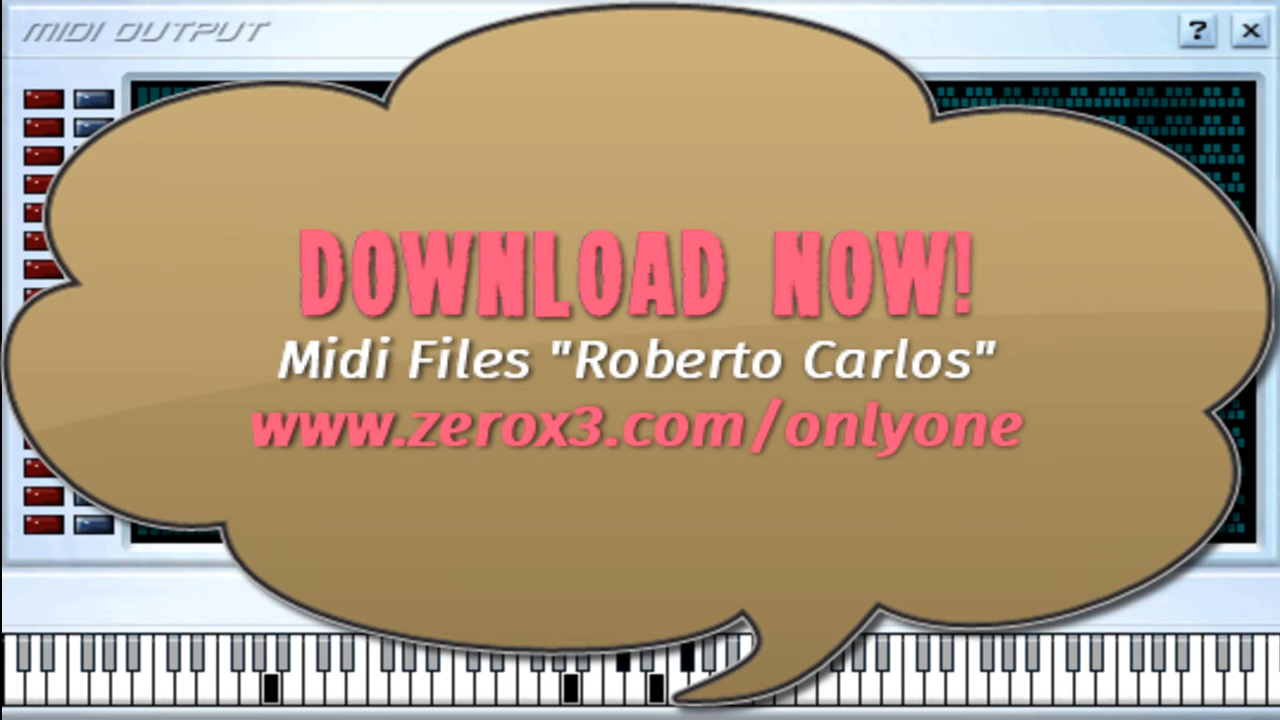 MIDI OUTPUT
?
×
DOWNLOAD NOW!
Midi Files "Roberto Carlos"
www.zerox3.com/onlyone